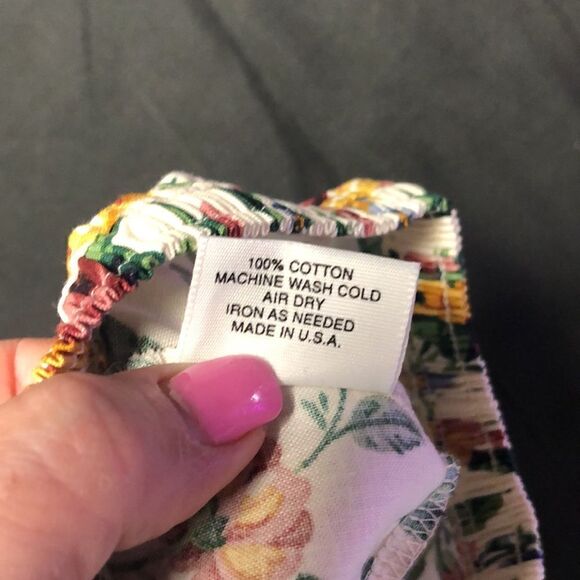 100% COTTON
MACHINE WASH COLD
AIR DRY
IRON AS NEEDED
MADE IN U.S.A.